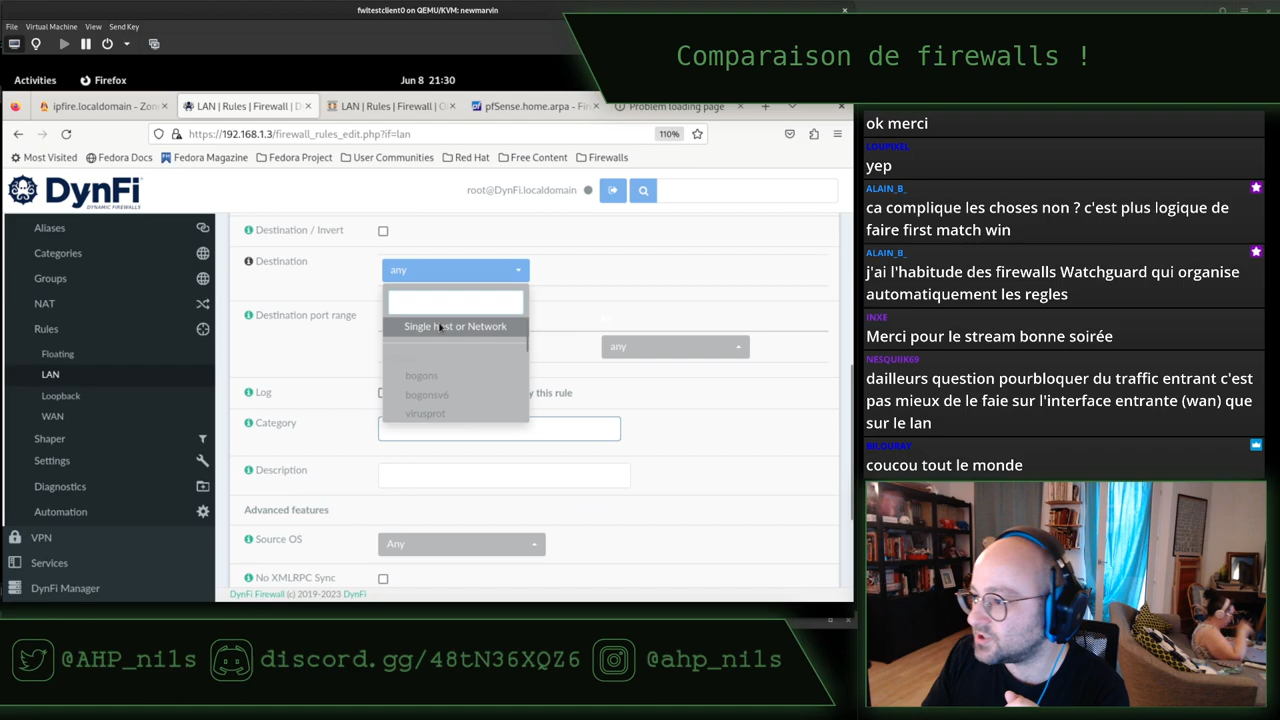 fwltestclient0 on QEMU/KVM: newmarvin
File Virtual Machine View Send Key
Comparaison de firewalls !
Activities Firefox Jun 8 21:30
ipfire.localdomain - Zon
LAN | Rules | Firewall | D
LAN | Rules | Firewall | O
pfSense.home.arpa - Fir
Problem loading page
https://192.168.1.3/firewall_rules_edit.php?if=lan
110%
Most Visited Fedora Docs Fedora Magazine Fedora Project User Communities Red Hat Free Content Firewalls
DynFi
DYNAMIC FIREWALLS
root@DynFi.localdomain
Aliases
Categories
Groups
NAT
Rules
Floating
LAN
Loopback
WAN
Shaper
Settings
Diagnostics
Automation
VPN
Services
DynFi Manager
Destination / Invert
Destination
any
Single host or Network
bogons
bogonsv6
virusprot
Destination port range
any
Log
y this rule
Category
Description
Advanced features
Source OS
Any
No XMLRPC Sync
DynFi Firewall (c) 2019-2023 DynFi
ok merci
LOUPIXEL
yep
ALAIN_B_
ca complique les choses non ? c'est plus logique de
faire first match win
ALAIN_B_
j'ai l'habitude des firewalls Watchguard qui organise
automatiquement les regles
INXE
Merci pour le stream bonne soirée
NESQUIIK69
dailleurs question pourbloquer du traffic entrant c'est
pas mieux de le faie sur l'interface entrante (wan) que
sur le lan
BILOURAY
coucou tout le monde
@AHP_nils
discord.gg/48tN36XQZ6
@ahp_nils